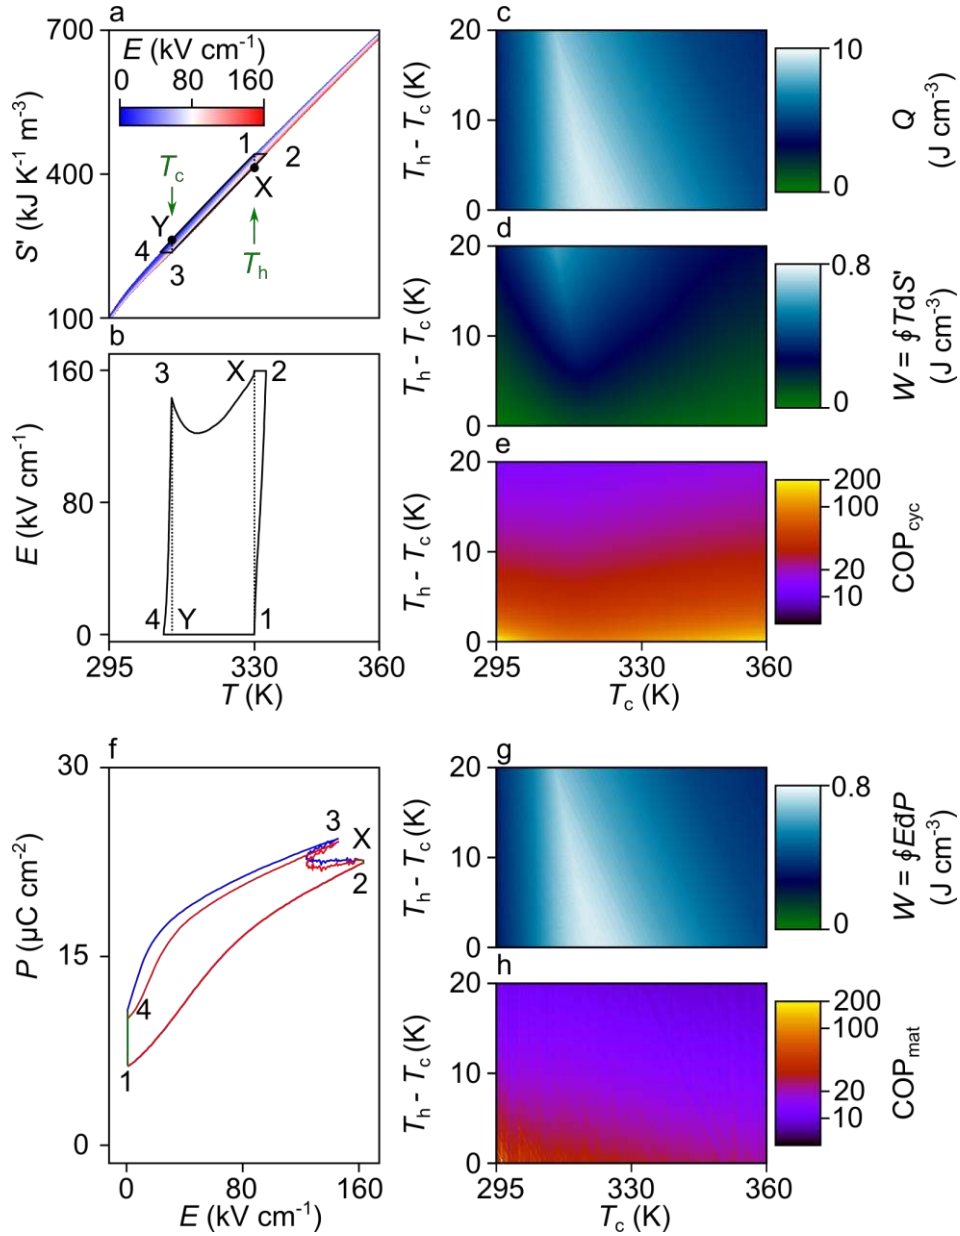 a
700
E (kV cm⁻¹)
0 80 160
1 2
T_c
400
X
Y
4
3
T_h
S' (kJ K⁻¹ m⁻³)
100
b
160
3 X 2
80
E (kV cm⁻¹)
4 Y 1
0
295 330 360
T (K)
c
20
10
0
T_h - T_c (K)
10
0
Q
(J cm⁻³)
d
20
10
0
T_h - T_c (K)
0.8
0
W = ∮TdS'
(J cm⁻³)
e
20
10
0
T_h - T_c (K)
200
100
20
10
COP_cyc
295 330 360
T_c (K)
f
30
3
X
2
15
P (µC cm⁻²)
4
1
0
0 80 160
E (kV cm⁻¹)
g
20
10
0
T_h - T_c (K)
0.8
0
W = ∮EdP
(J cm⁻³)
h
20
10
0
T_h - T_c (K)
200
100
20
10
COP_mat
295 330 360
T_c (K)